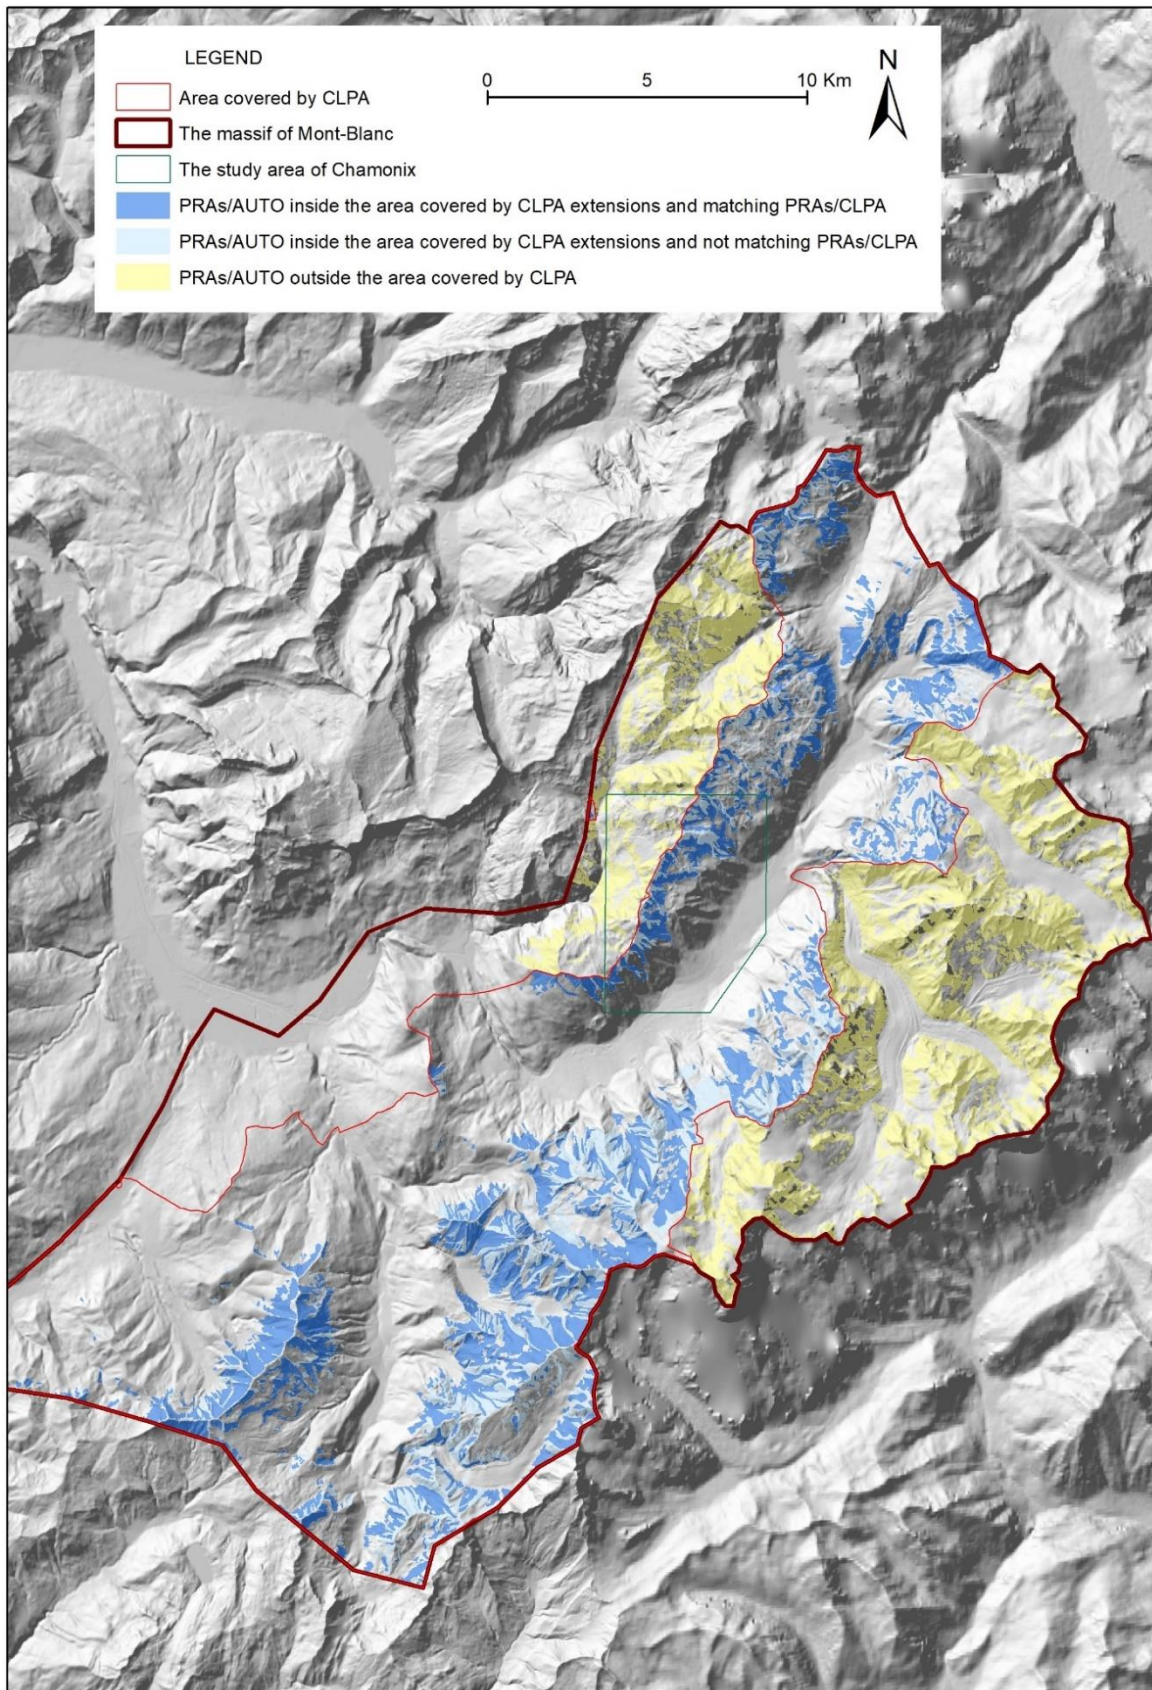 LEGEND
Area covered by CLPA
The massif of Mont-Blanc
The study area of Chamonix
PRAs/AUTO inside the area covered by CLPA extensions and matching PRAs/CLPA
PRAs/AUTO inside the area covered by CLPA extensions and not matching PRAs/CLPA
PRAs/AUTO outside the area covered by CLPA
0 5 10 Km
N